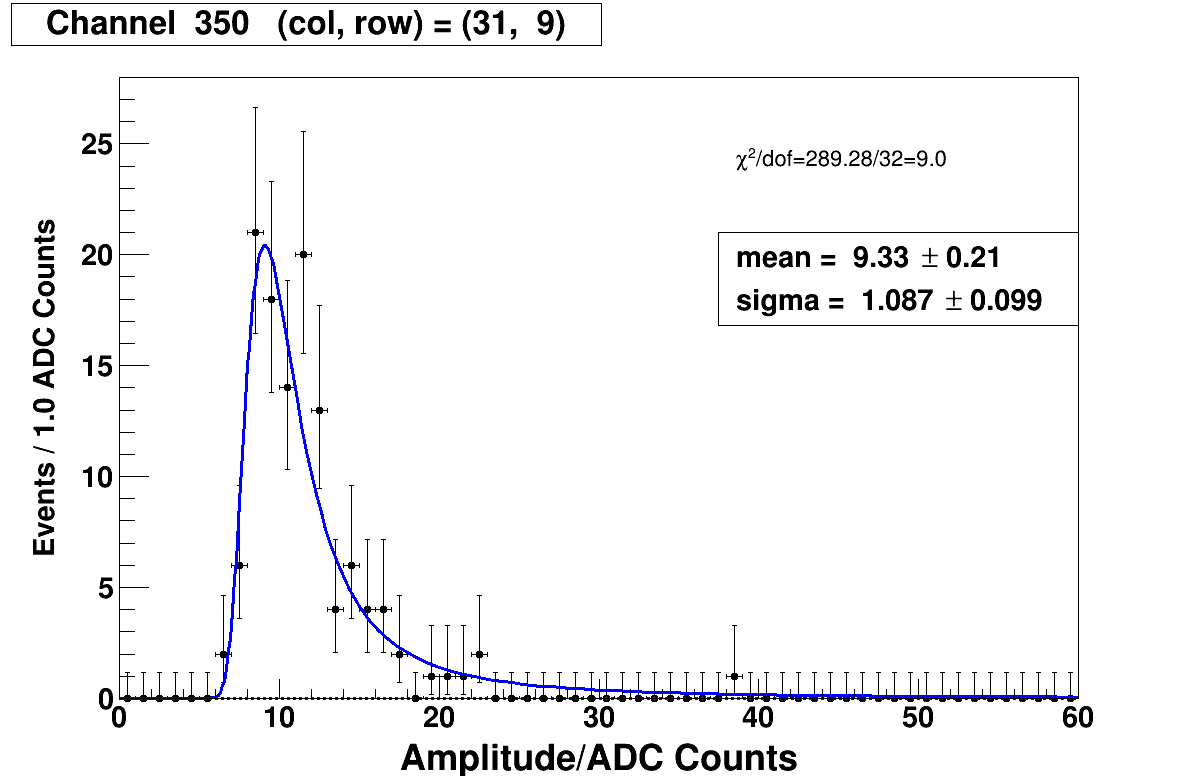 Channel 350 (col, row) = (31, 9)
χ²/dof=289.28/32=9.0
mean = 9.33 ± 0.21
sigma = 1.087 ± 0.099
Events / 1.0 ADC Counts
25
20
15
10
5
0
0 10 20 30 40 50 60
Amplitude/ADC Counts